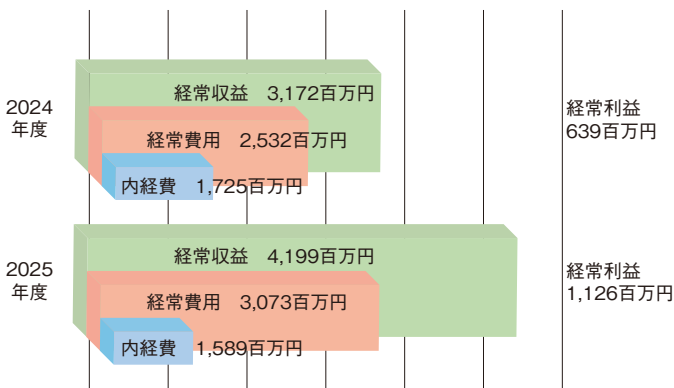 2024
年度
経常収益　3,172百万円
経常費用　2,532百万円
内経費　1,725百万円
経常利益
639百万円
2025
年度
経常収益　4,199百万円
経常費用　3,073百万円
内経費　1,589百万円
経常利益
1,126百万円